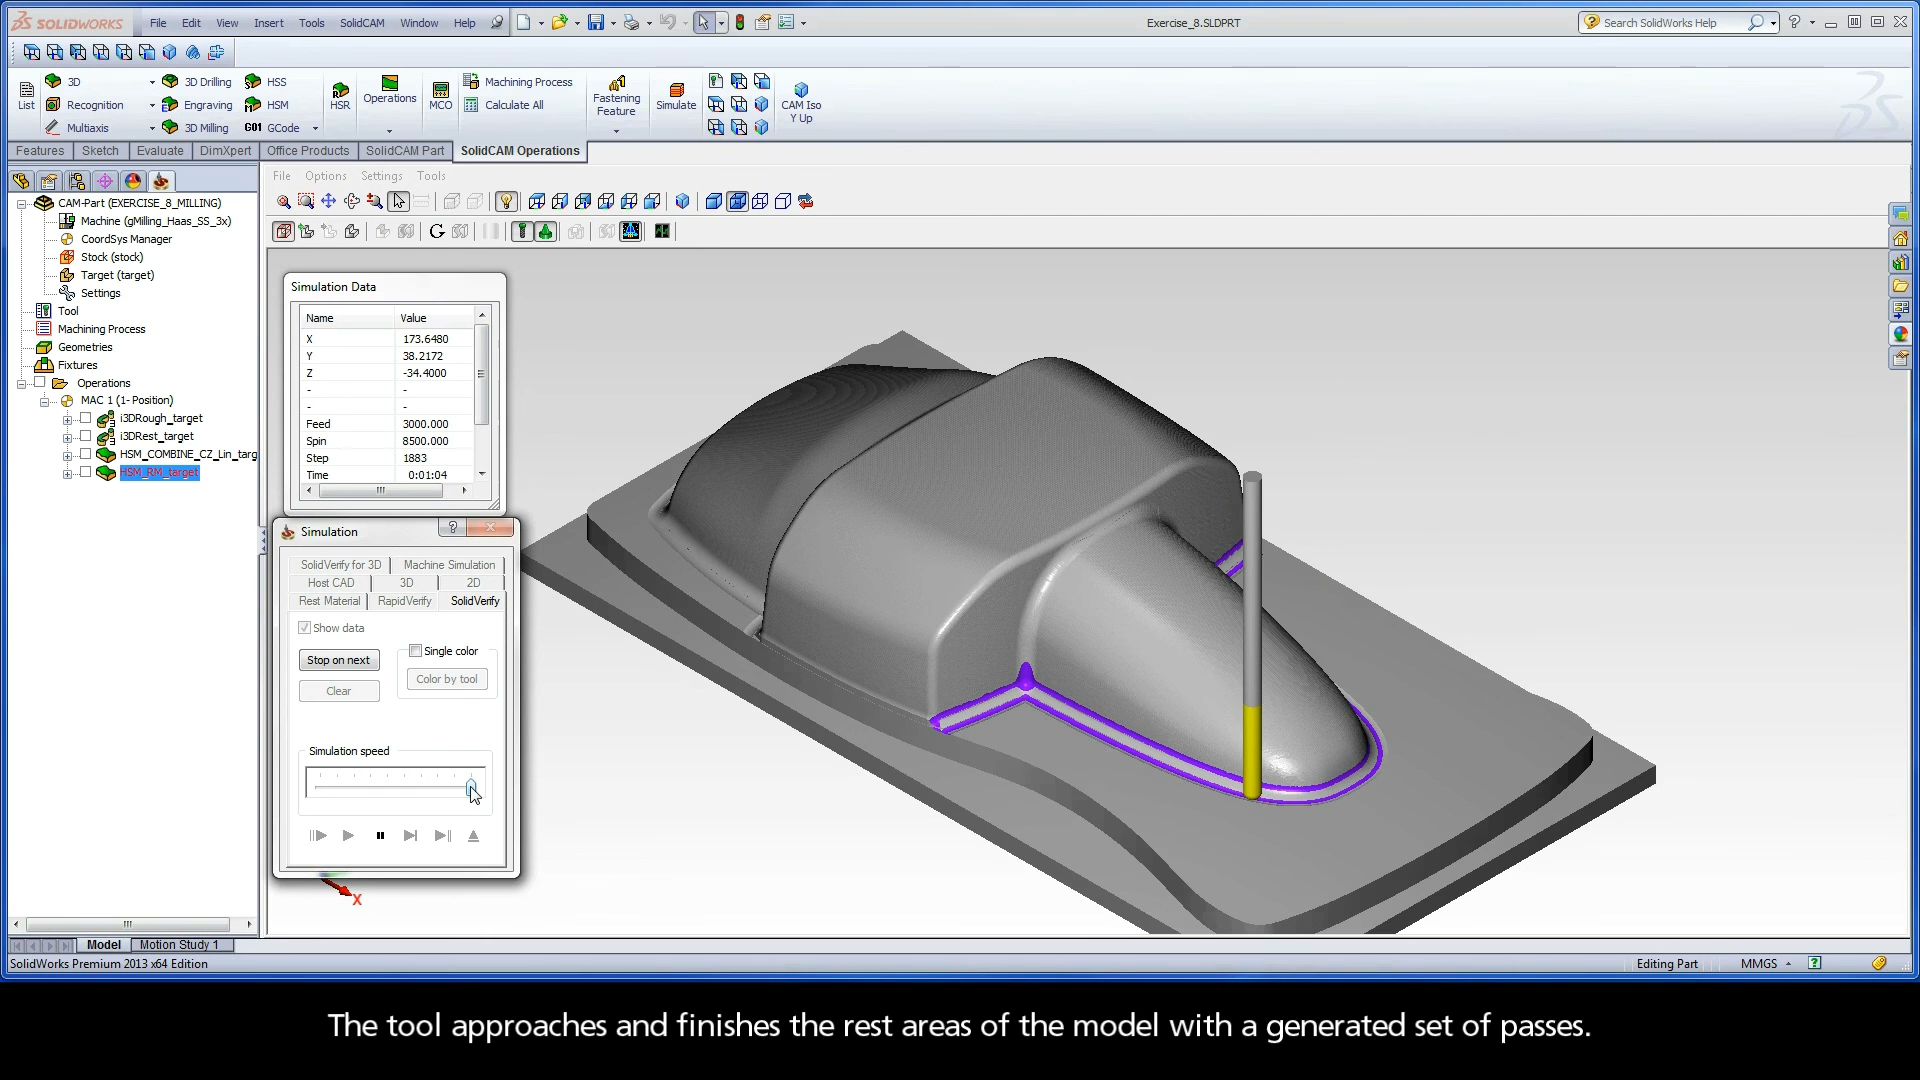 SOLIDWORKS
File Edit View Insert Tools SolidCAM Window Help
Exercise_8.SLDPRT
Search SolidWorks Help
List
3D
Recognition
Multiaxis
3D Drilling
Engraving
3D Milling
HSS
HSM
G01 GCode
HSR
Operations
MCO
Machining Process
Calculate All
Fastening Feature
Simulate
CAM Iso Y Up
Features Sketch Evaluate DimXpert Office Products SolidCAM Part SolidCAM Operations
File Options Settings Tools
CAM-Part (EXERCISE_8_MILLING)
Machine (gMilling_Haas_SS_3x)
CoordSys Manager
Stock (stock)
Target (target)
Settings
Tool
Machining Process
Geometries
Fixtures
Operations
MAC 1 (1- Position)
i3DRough_target
i3DRest_target
HSM_COMBINE_CZ_Lin_targ
HSM_RM_target
Simulation Data
Name Value
X 173.6480
Y 38.2172
Z -34.4000
- -
- -
Feed 3000.000
Spin 8500.000
Step 1883
Time 0:01:04
Simulation
SolidVerify for 3D Machine Simulation
Host CAD 3D 2D
Rest Material RapidVerify SolidVerify
Show data
Stop on next
Single color
Clear
Color by tool
Simulation speed
X
Model Motion Study 1
SolidWorks Premium 2013 x64 Edition
Editing Part MMGS
The tool approaches and finishes the rest areas of the model with a generated set of passes.